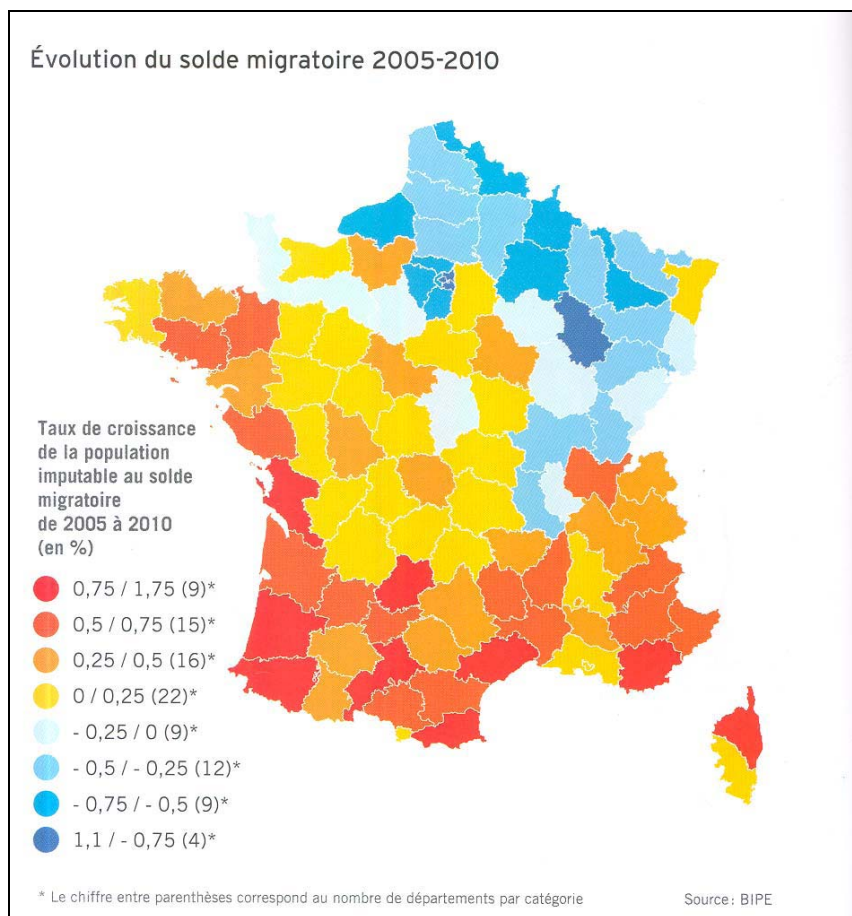 Évolution du solde migratoire 2005-2010
Taux de croissance
de la population
imputable au solde
migratoire
de 2005 à 2010
(en %)
0,75 / 1,75 (9)*
0,5 / 0,75 (15)*
0,25 / 0,5 (16)*
0 / 0,25 (22)*
- 0,25 / 0 (9)*
- 0,5 / - 0,25 (12)*
- 0,75 / - 0,5 (9)*
1,1 / - 0,75 (4)*
* Le chiffre entre parenthèses correspond au nombre de départements par catégorie
Source : BIPE